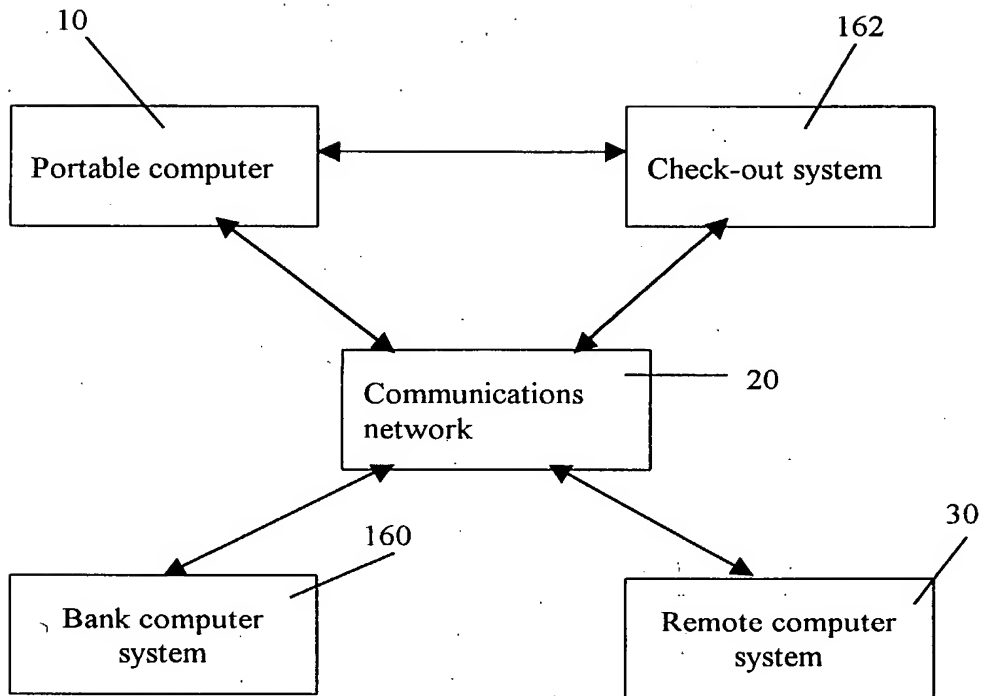 10
162
Portable computer
Check-out system
Communications
network
20
160
30
Bank computer
system
Remote computer
system